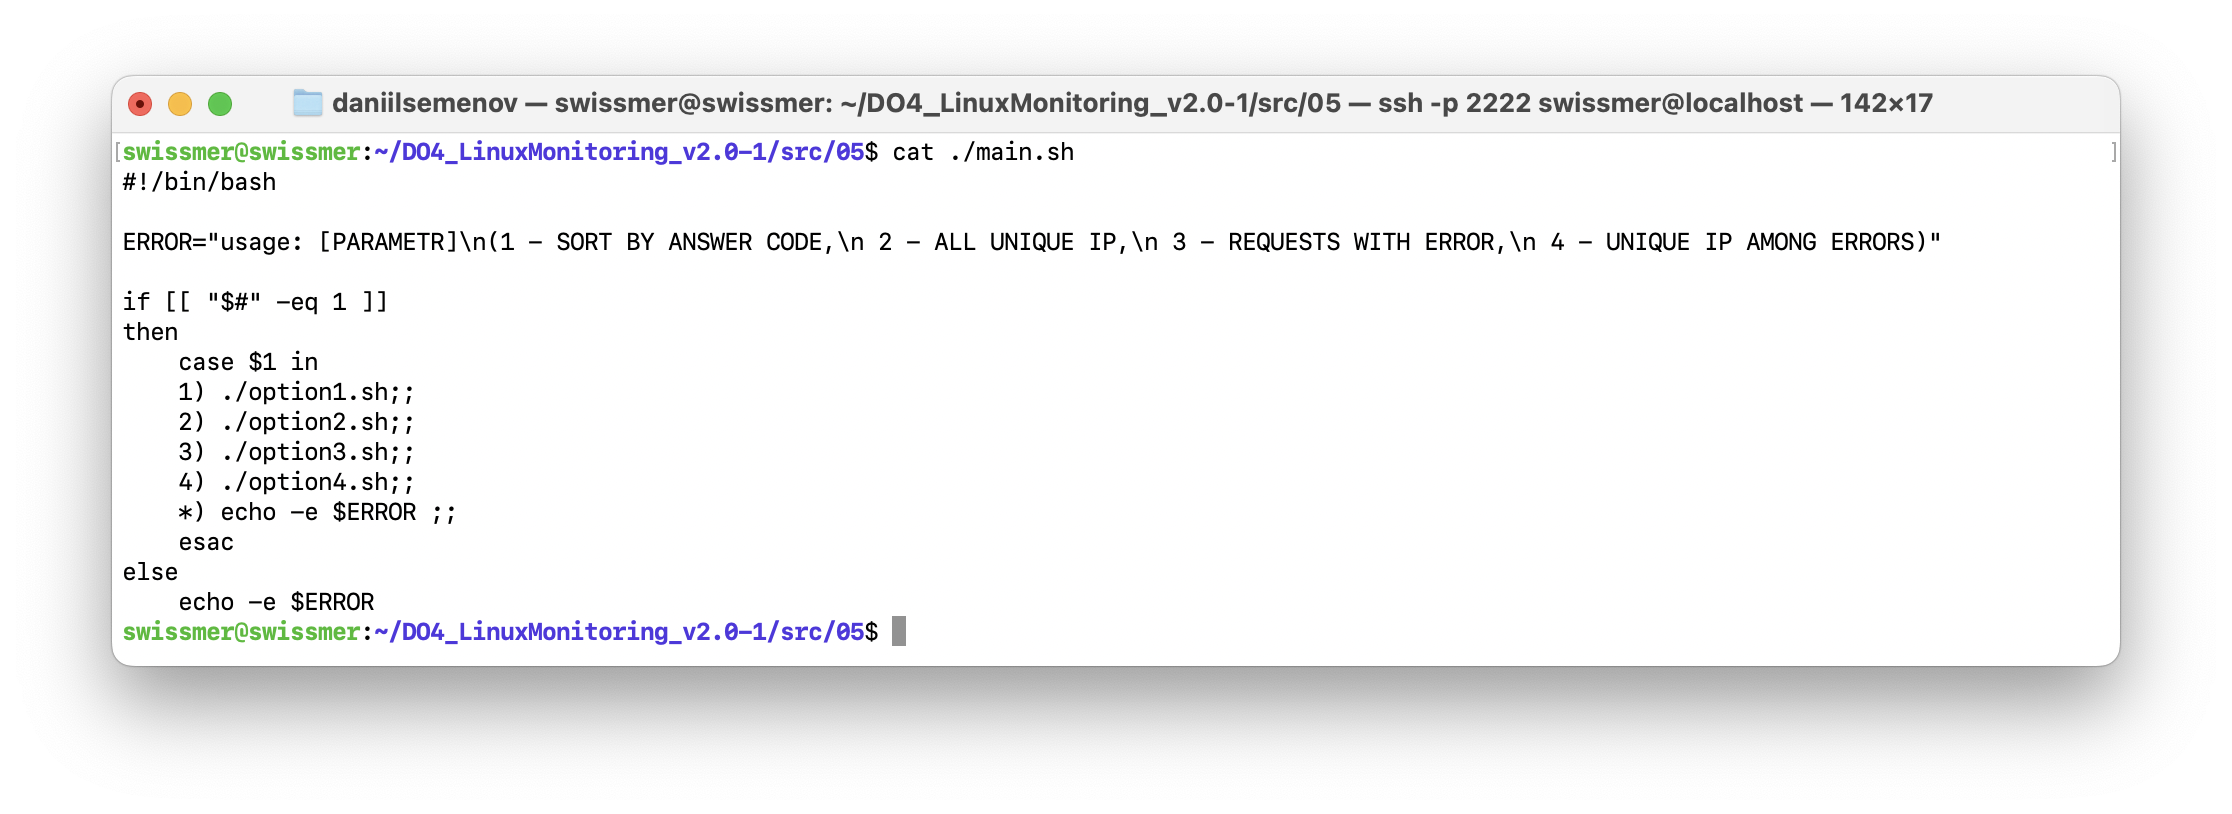 daniilsemenov — swissmer@swissmer: ~/DO4_LinuxMonitoring_v2.0-1/src/05 — ssh -p 2222 swissmer@localhost — 142×17
[swissmer@swissmer:~/DO4_LinuxMonitoring_v2.0-1/src/05$ cat ./main.sh ]
#!/bin/bash

ERROR="usage: [PARAMETR]\n(1 - SORT BY ANSWER CODE,\n 2 - ALL UNIQUE IP,\n 3 - REQUESTS WITH ERROR,\n 4 - UNIQUE IP AMONG ERRORS)"

if [[ "$#" -eq 1 ]]
then
    case $1 in
    1) ./option1.sh;;
    2) ./option2.sh;;
    3) ./option3.sh;;
    4) ./option4.sh;;
    *) echo -e $ERROR ;;
    esac
else
    echo -e $ERROR
swissmer@swissmer:~/DO4_LinuxMonitoring_v2.0-1/src/05$